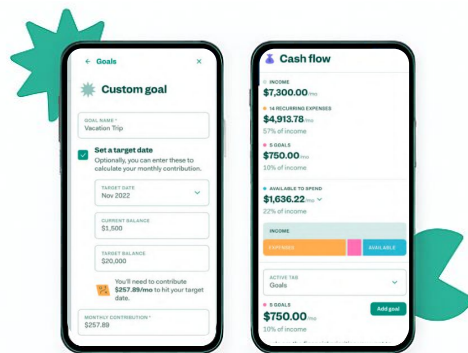 ← Goals ×
Custom goal
GOAL NAME *
Vacation Trip
Set a target date
Optionally, you can enter these to
calculate your monthly contribution.
TARGET DATE
Nov 2022
CURRENT BALANCE
$1,500
TARGET BALANCE
$20,000
You'll need to contribute
$257.89/mo to hit your target
date.
MONTHLY CONTRIBUTION *
$257.89
Cash flow
INCOME
$7,300.00/mo
14 RECURRING EXPENSES
$4,913.78/mo
57% of income
5 GOALS
$750.00/mo
10% of income
AVAILABLE TO SPEND
$1,636.22/mo
22% of income
INCOME
EXPENSES AVAILABLE
ACTIVE TAB
Goals
5 GOALS
$750.00/mo
Add goal
10% of income